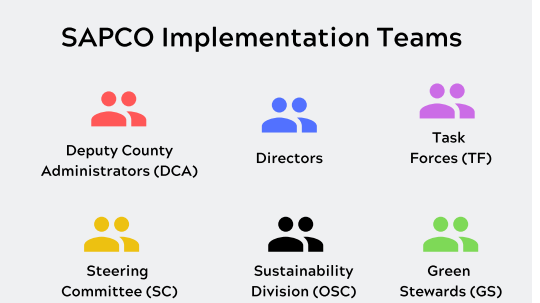 SAPCO Implementation Teams
Deputy County
Administrators (DCA)
Directors
Task
Forces (TF)
Steering
Committee (SC)
Sustainability
Division (OSC)
Green
Stewards (GS)